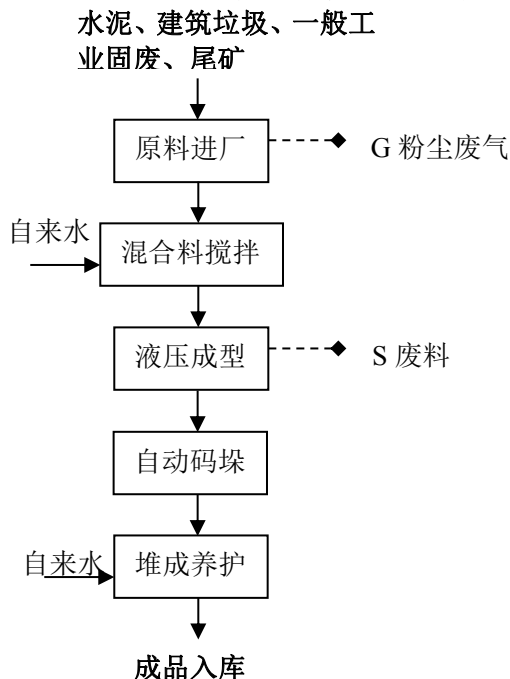 水泥、建筑垃圾、一般工
业固废、尾矿
原料进厂
G 粉尘废气
自来水
混合料搅拌
液压成型
S 废料
自动码垛
自来水
堆成养护
成品入库